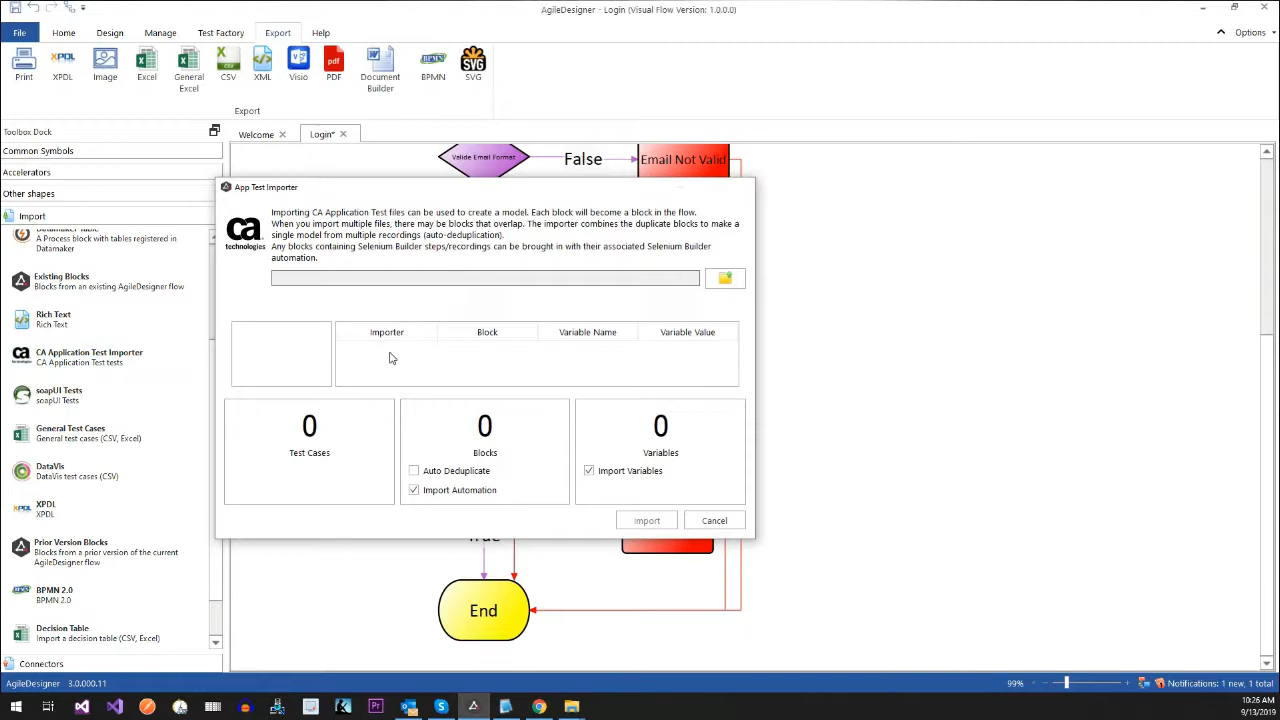 AgileDesigner - Login (Visual Flow Version: 1.0.0.0)
File Home Design Manage Test Factory Export Help Options
Print XPDL Image Excel General Excel CSV XML Visio PDF Document Builder BPMN SVG
Export
Toolbox Dock
Common Symbols
Accelerators
Other shapes
Import
A Process block with tables registered in
Datamaker
Existing Blocks
Blocks from an existing AgileDesigner flow
Rich Text
Rich Text
CA Application Test Importer
CA Application Test tests
soapUI Tests
soapUI Tests
General Test Cases
General test cases (CSV, Excel)
DataVis
DataVis test cases (CSV)
XPDL
XPDL
Prior Version Blocks
Blocks from a prior version of the current
AgileDesigner flow
BPMN 2.0
BPMN 2.0
Decision Table
Import a decision table (CSV, Excel)
Connectors
Welcome Login*
Valide Email Format False Email Not Valid
App Test Importer
ca technologies
Importing CA Application Test files can be used to create a model. Each block will become a block in the flow.
When you import multiple files, there may be blocks that overlap. The importer combines the duplicate blocks to make a
single model from multiple recordings (auto-deduplication).
Any blocks containing Selenium Builder steps/recordings can be brought in with their associated Selenium Builder
automation.
Importer Block Variable Name Variable Value
0 Test Cases
0 Blocks
Auto Deduplicate
Import Automation
0 Variables
Import Variables
Import Cancel
True
End
AgileDesigner 3.0.000.11 99% Notifications: 1 new, 1 total
10:26 AM
9/13/2019